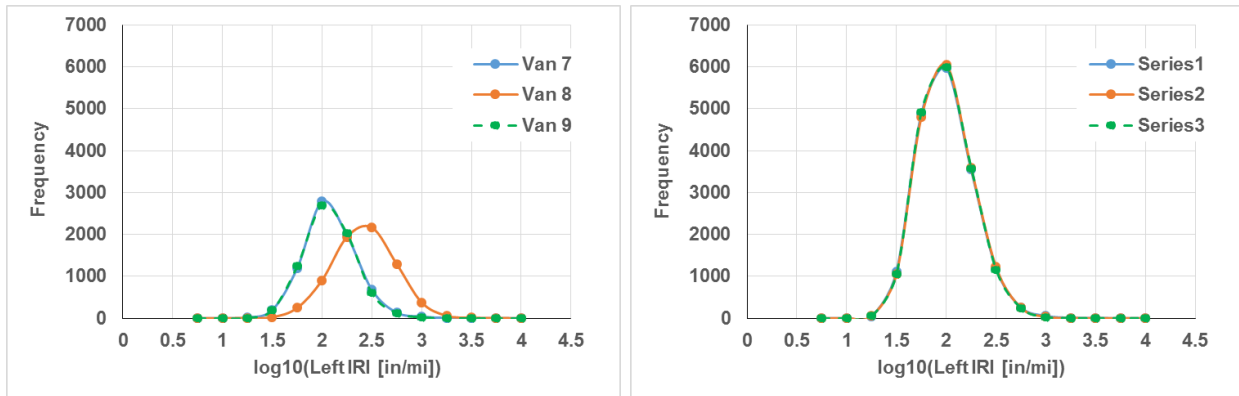 7000
6000
5000
4000
3000
2000
1000
0
Frequency
Van 7
Van 8
Van 9
0 0.5 1 1.5 2 2.5 3 3.5 4 4.5
log10(Left IRI [in/mi])
7000
6000
5000
4000
3000
2000
1000
0
Frequency
Series1
Series2
Series3
0 0.5 1 1.5 2 2.5 3 3.5 4 4.5
log10(Left IRI [in/mi])